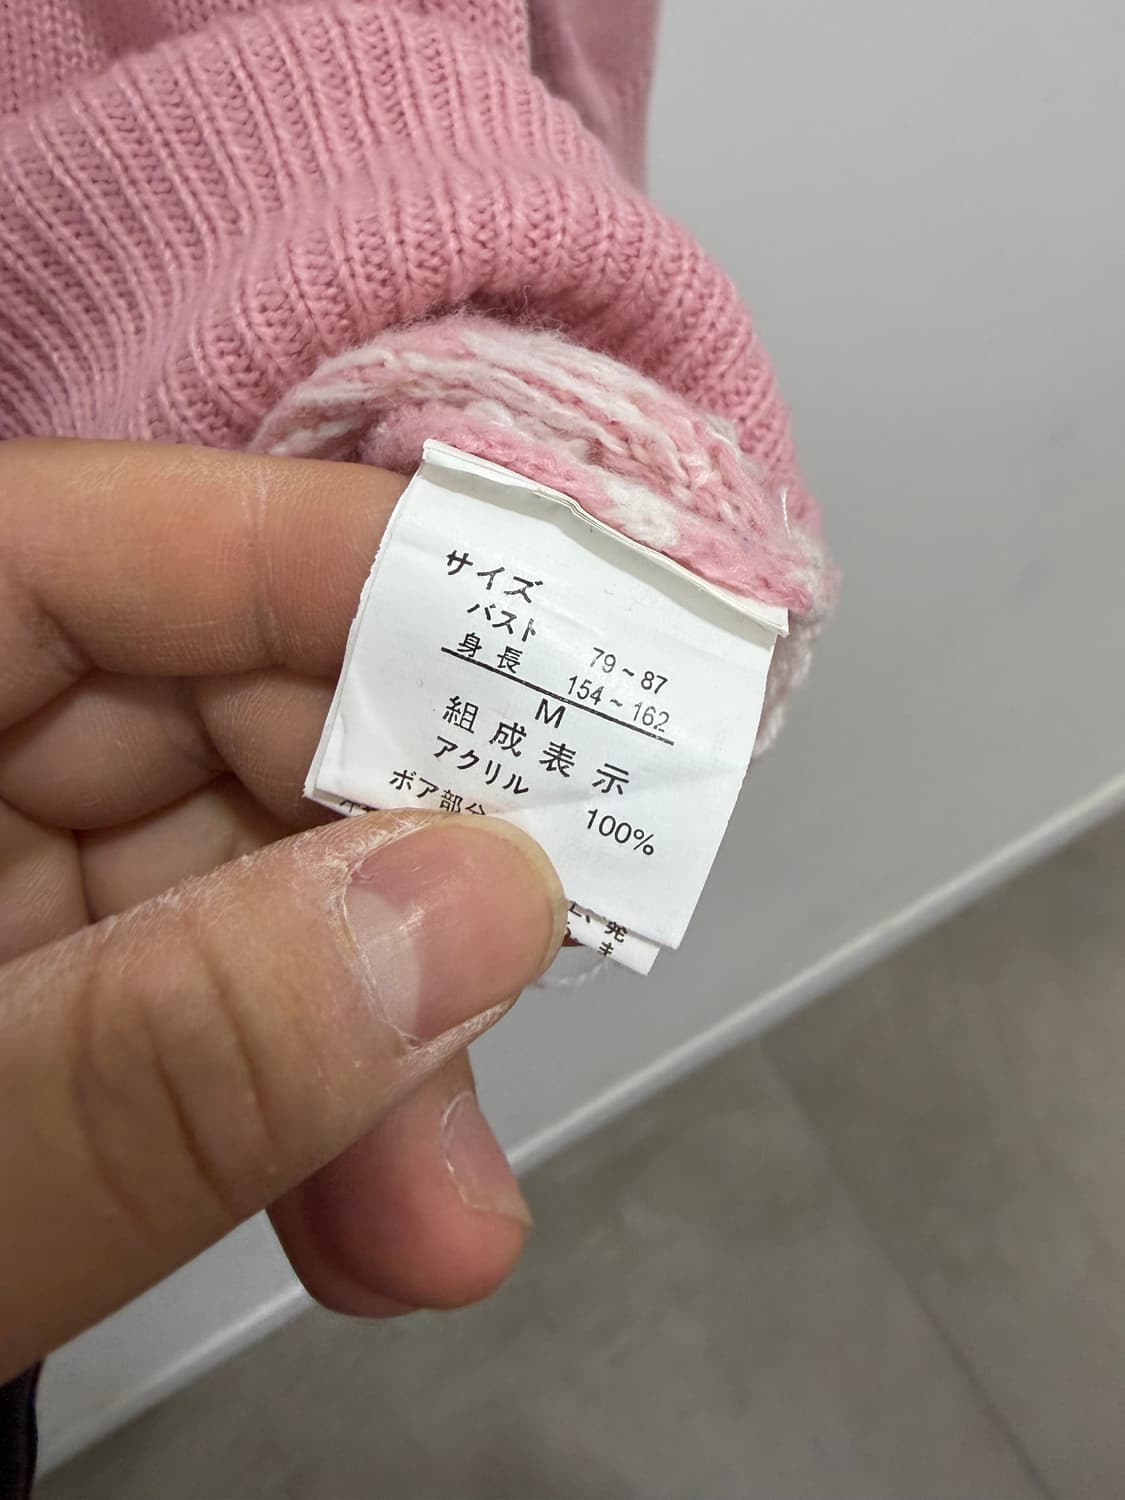 サイズ
バスト 79~87
身長 154~162
M
組成表示
アクリル 100%
ボア部分
、発